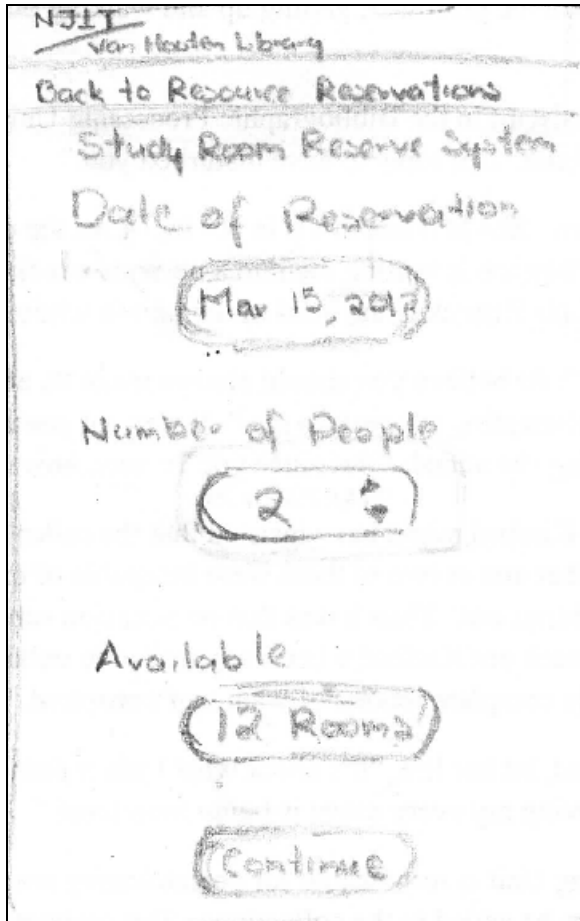 NJIT
Van Houten Library
Back to Resource Reservations
Study Room Reserve System
Date of Reservation
Mar 15, 2017
Number of People
2
Available
12 Rooms
Continue